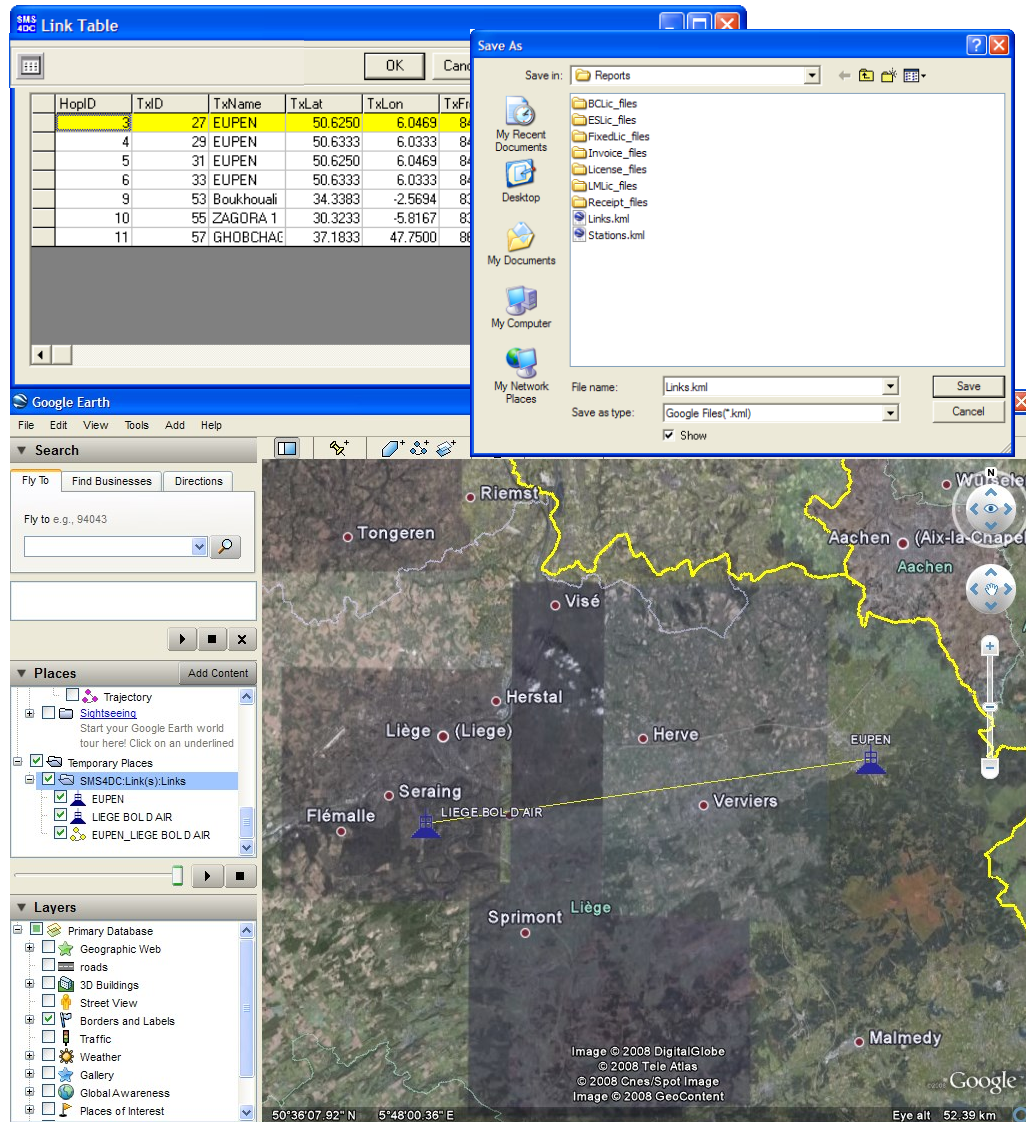 SMS
4DC
Link Table
OK
HopID TxID TxName TxLat TxLon
3 27 EUPEN 50.6250 6.0469
4 29 EUPEN 50.6333 6.0333
5 31 EUPEN 50.6250 6.0469
6 33 EUPEN 50.6333 6.0333
9 53 Boukhouali 34.3383 -2.5694
10 55 ZAGORA 1 30.3233 -5.8167
11 57 37.1833 47.7500
Save As
Save in: Reports
My Recent
Documents
Desktop
My Documents
My Computer
My Network
Places
BCLic_files
ESLic_files
FixedLic_files
Invoice_files
License_files
LMLic_files
Receipt_files
Links.kml
Stations.kml
File name: Links.kml Save
Save as type: Google Files(*.kml) Cancel
Show
Google Earth
File Edit View Tools Add Help
Search
Fly To Find Businesses Directions
Fly to e.g., 94043
Places Add Content
Trajectory
Sightseeing
Start your Google Earth world
tour here! Click on an underlined
Temporary Places
SMS4DC:Link(s):Links
EUPEN
LIEGE BOL D AIR
EUPEN_LIEGE BOL D AIR
Layers
Primary Database
Geographic Web
roads
3D Buildings
Street View
Borders and Labels
Traffic
Weather
Gallery
Global Awareness
Places of Interest
N
Riemst
Tongeren
Aachen (Aix-la-Chapel
Aachen
Visé
Herstal
Liège (Liege)
Herve
EUPEN
Seraing
Flémalle
LIEGE BOL D AIR
Verviers
Sprimont
Liège
Malmedy
Image © 2008 DigitalGlobe
© 2008 Tele Atlas
© 2008 Cnes/Spot Image
Image © 2008 GeoContent
©2008 Google™
50°36'07.92" N 5°48'00.36" E
Eye alt 52.39 km